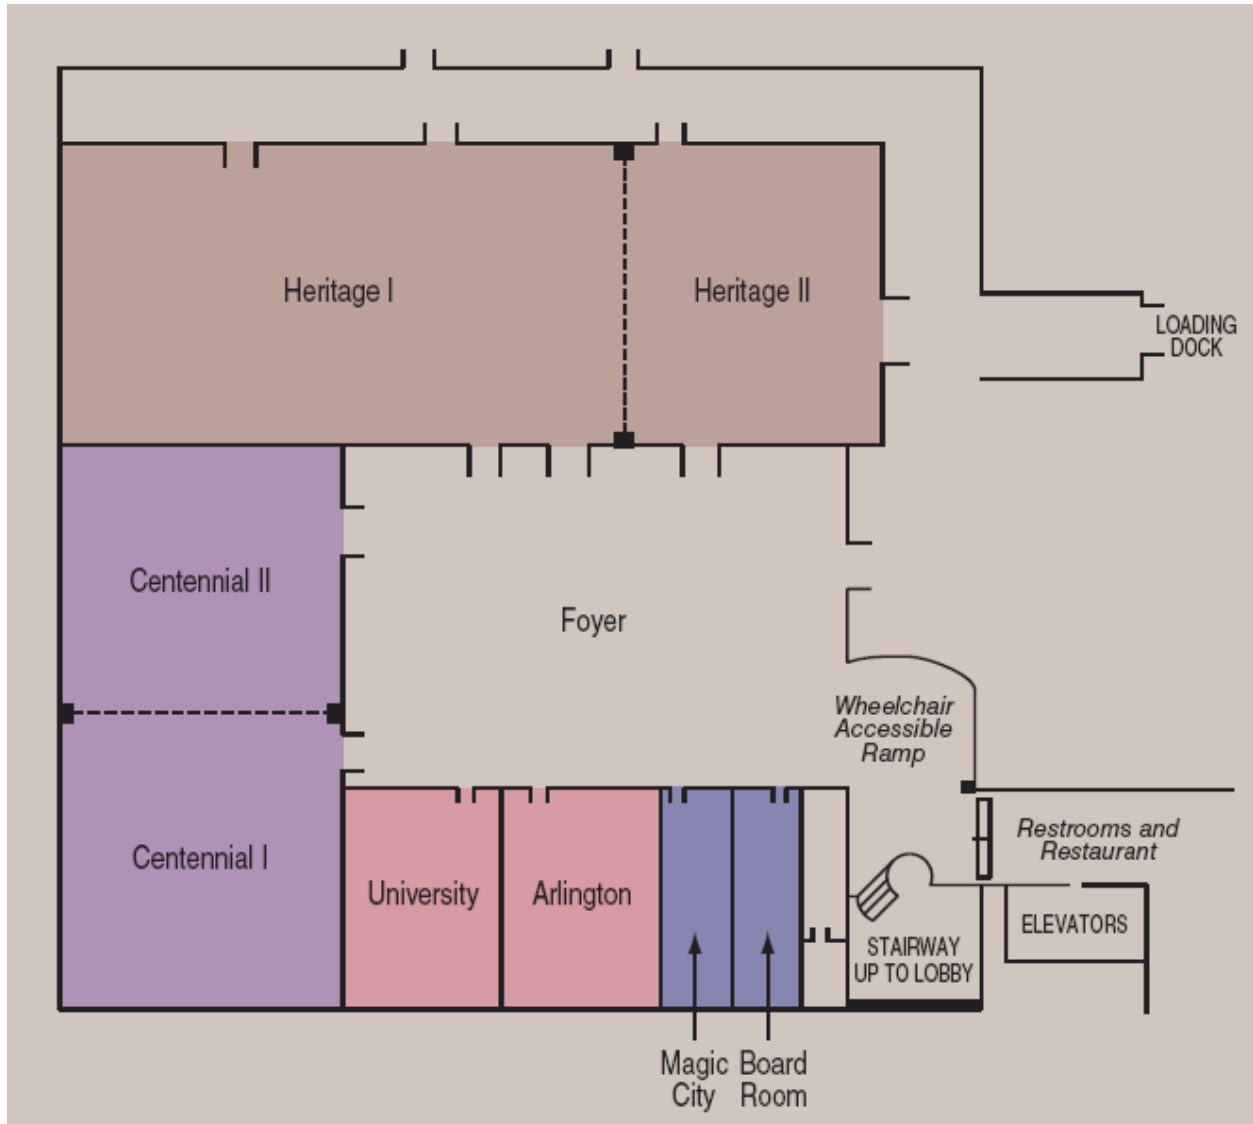 Heritage I
Heritage II
LOADING
DOCK
Centennial II
Foyer
Wheelchair
Accessible
Ramp
Centennial I
University
Arlington
Restrooms and
Restaurant
ELEVATORS
STAIRWAY
UP TO LOBBY
Magic
City
Board
Room